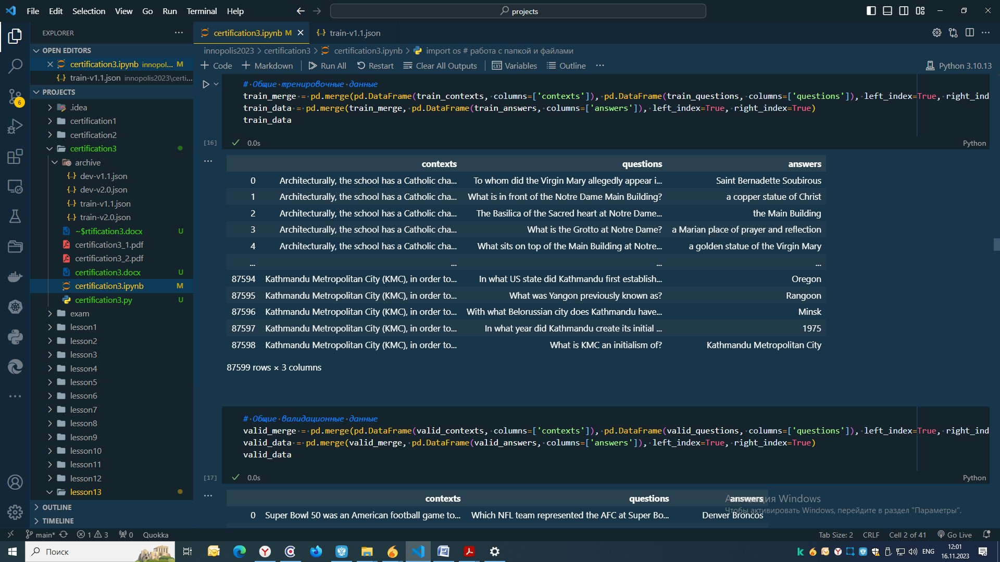 File Edit Selection View Go Run Terminal Help
projects
EXPLORER
certification3.ipynb M
train-v1.1.json
OPEN EDITORS
certification3.ipynb innopol... M
train-v1.1.json innopolis2023\certi...
PROJECTS
.idea
certification1
certification2
certification3
archive
dev-v1.1.json
dev-v2.0.json
train-v1.1.json
train-v2.0.json
~$rtification3.docx U
certification3_1.pdf
certification3_2.pdf
certification3.docx U
certification3.ipynb M
certification3.py U
exam
lesson1
lesson2
lesson3
lesson4
lesson5
lesson6
lesson7
lesson8
lesson9
lesson10
lesson11
lesson12
lesson13
OUTLINE
TIMELINE
6
innopolis2023 > certification3 > certification3.ipynb > import os # работа с папкой и файлами
Code Markdown Run All Restart Clear All Outputs Variables Outline ...
Python 3.10.13
# Общие тренировочные данные
train_merge = pd.merge(pd.DataFrame(train_contexts, columns=['contexts']), pd.DataFrame(train_questions, columns=['questions']), left_index=True, right_ind
train_data = pd.merge(train_merge, pd.DataFrame(train_answers, columns=['answers']), left_index=True, right_index=True)
train_data
[16] 0.0s Python
contexts questions answers
0 Architecturally, the school has a Catholic cha... To whom did the Virgin Mary allegedly appear i... Saint Bernadette Soubirous
1 Architecturally, the school has a Catholic cha... What is in front of the Notre Dame Main Building? a copper statue of Christ
2 Architecturally, the school has a Catholic cha... The Basilica of the Sacred heart at Notre Dame... the Main Building
3 Architecturally, the school has a Catholic cha... What is the Grotto at Notre Dame? a Marian place of prayer and reflection
4 Architecturally, the school has a Catholic cha... What sits on top of the Main Building at Notre... a golden statue of the Virgin Mary
... ... ... ...
87594 Kathmandu Metropolitan City (KMC), in order to... In what US state did Kathmandu first establish... Oregon
87595 Kathmandu Metropolitan City (KMC), in order to... What was Yangon previously known as? Rangoon
87596 Kathmandu Metropolitan City (KMC), in order to... With what Belorussian city does Kathmandu have... Minsk
87597 Kathmandu Metropolitan City (KMC), in order to... In what year did Kathmandu create its initial ... 1975
87598 Kathmandu Metropolitan City (KMC), in order to... What is KMC an initialism of? Kathmandu Metropolitan City
87599 rows × 3 columns
# Общие валидационные данные
valid_merge = pd.merge(pd.DataFrame(valid_contexts, columns=['contexts']), pd.DataFrame(valid_questions, columns=['questions']), left_index=True, right_ind
valid_data = pd.merge(valid_merge, pd.DataFrame(valid_answers, columns=['answers']), left_index=True, right_index=True)
valid_data
[17] 0.0s Python
contexts questions answers
0 Super Bowl 50 was an American football game to... Which NFL team represented the AFC at Super Bo... Denver Broncos
Активация Windows
Чтобы активировать Windows, перейдите в раздел "Параметры".
main* 1 3 0 Quokka
Tab Size: 2 CRLF Cell 2 of 41 Go Live
Поиск
ENG
12:01
16.11.2023